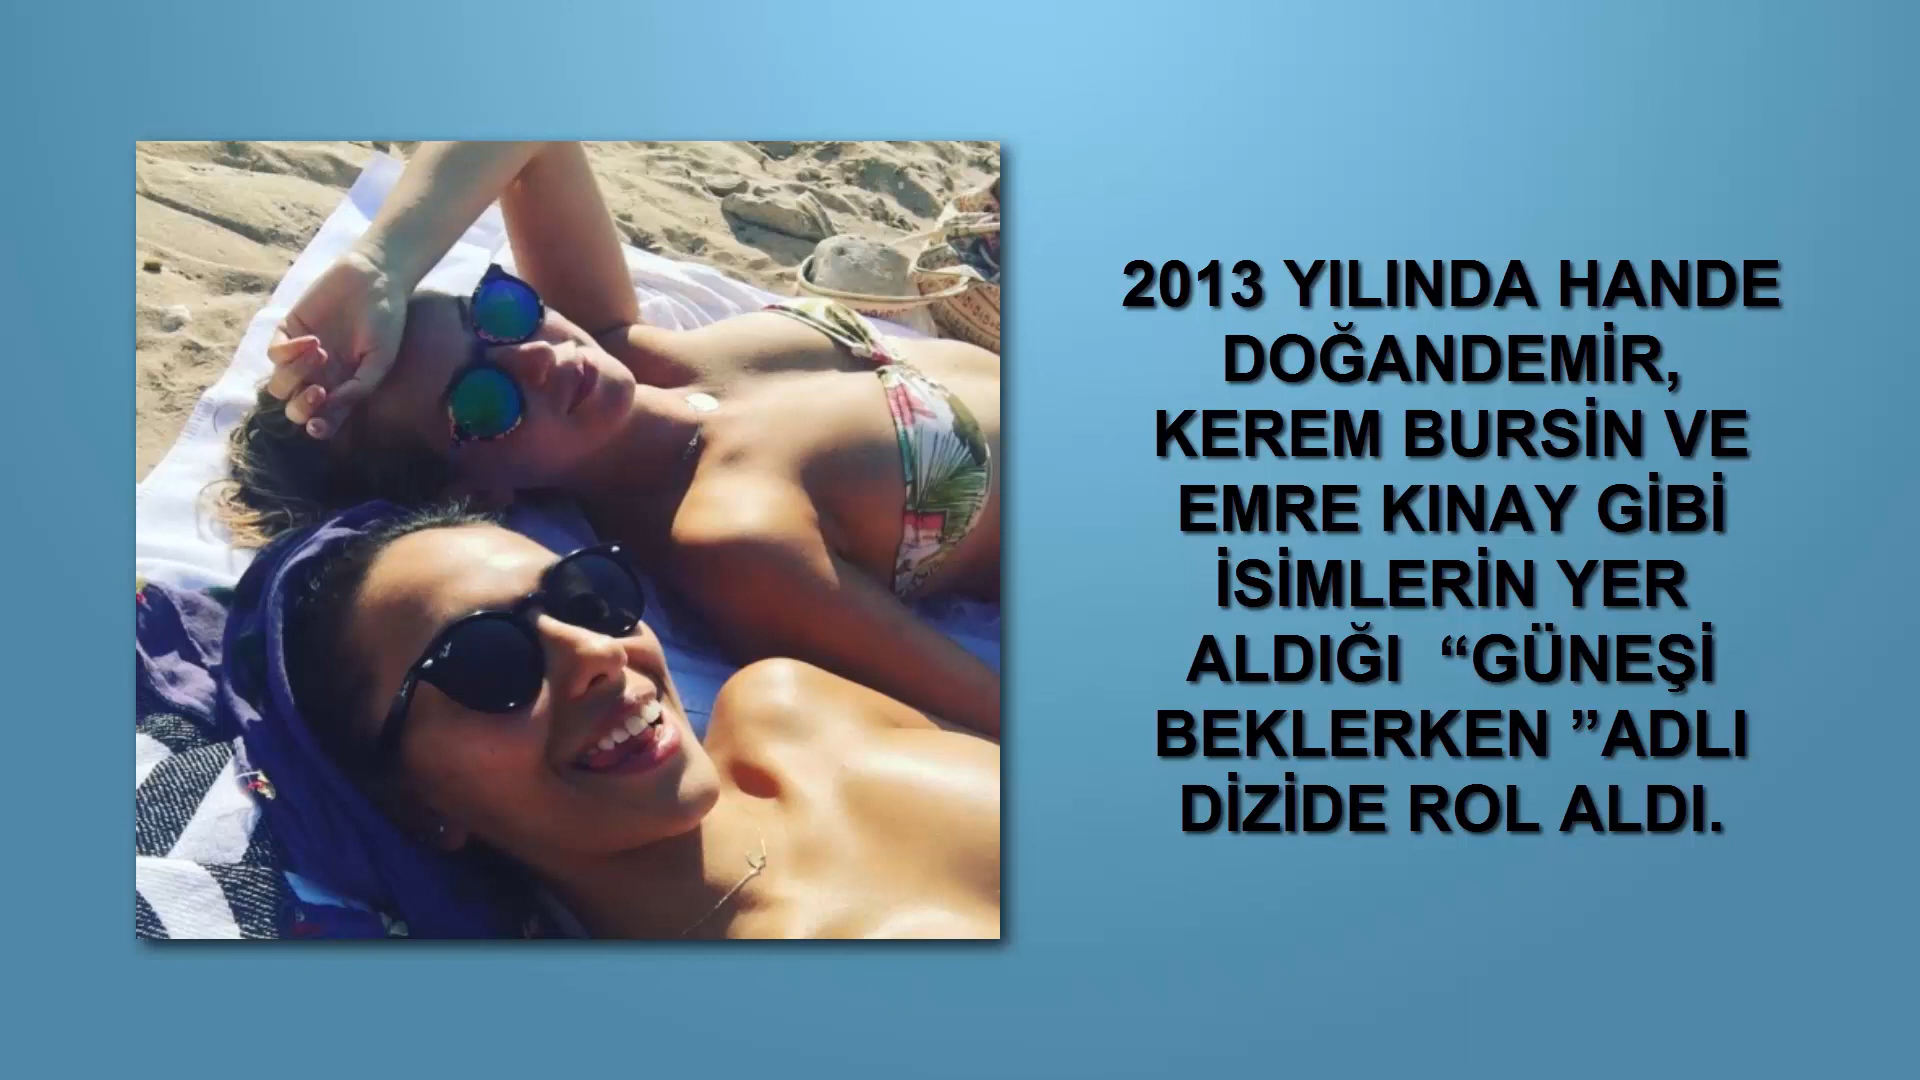 2013 YILINDA HANDE
DOĞANDEMİR,
KEREM BURSİN VE
EMRE KINAY GİBİ
İSİMLERİN YER
ALDIĞI “GÜNEŞİ
BEKLERKEN ”ADLI
DİZİDE ROL ALDI.